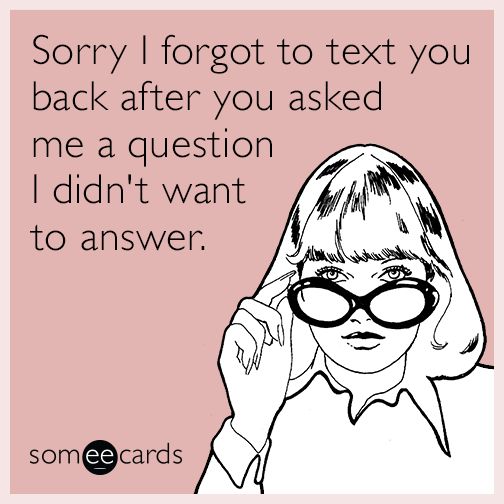 Sorry I forgot to text you
back after you asked
me a question
I didn't want
to answer.
someecards